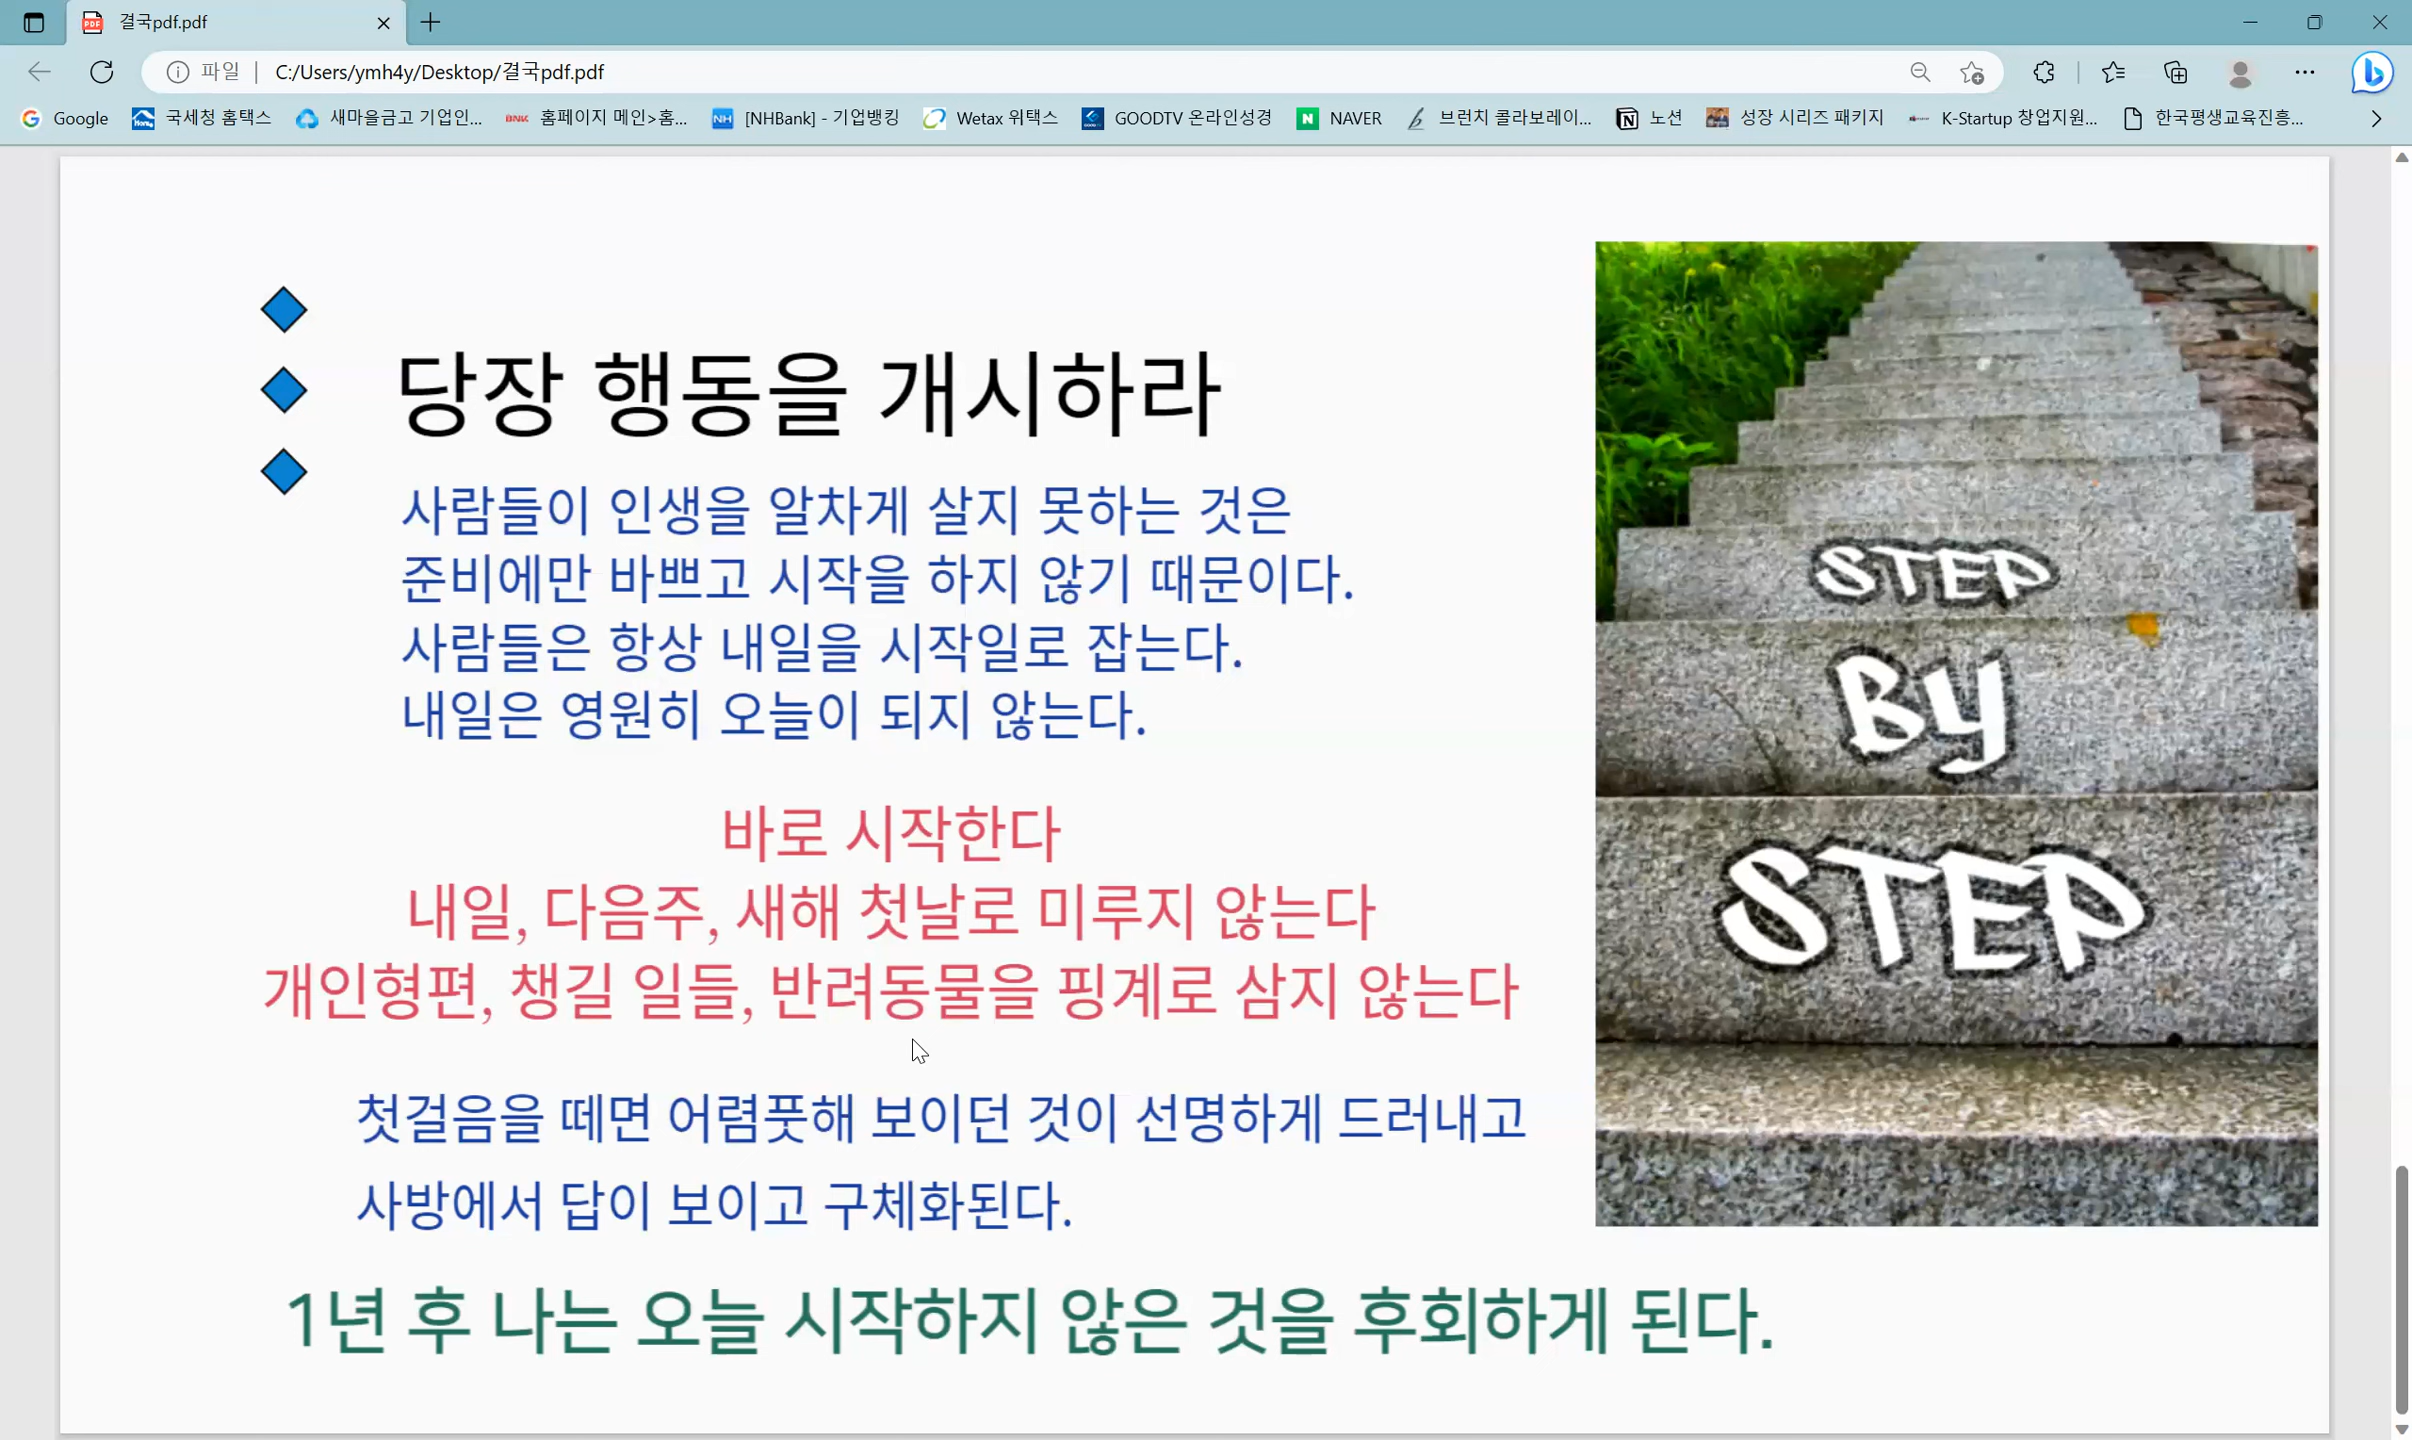 결국pdf.pdf
파일 C:/Users/ymh4y/Desktop/결국pdf.pdf
Google 국세청 홈택스 새마을금고 기업인... BNK 홈페이지 메인>홈... NH [NHBank] - 기업뱅킹 Wetax 위택스 GOODTV 온라인성경 N NAVER 브런치 콜라보레이... 노션 성장 시리즈 패키지 K-Startup 창업지원... 한국평생교육진흥...
당장 행동을 개시하라
사람들이 인생을 알차게 살지 못하는 것은
준비에만 바쁘고 시작을 하지 않기 때문이다.
사람들은 항상 내일을 시작일로 잡는다.
내일은 영원히 오늘이 되지 않는다.
바로 시작한다
내일, 다음주, 새해 첫날로 미루지 않는다
개인형편, 챙길 일들, 반려동물을 핑계로 삼지 않는다
첫걸음을 떼면 어렴풋해 보이던 것이 선명하게 드러내고
사방에서 답이 보이고 구체화된다.
1년 후 나는 오늘 시작하지 않은 것을 후회하게 된다.
STEP
By
STEP